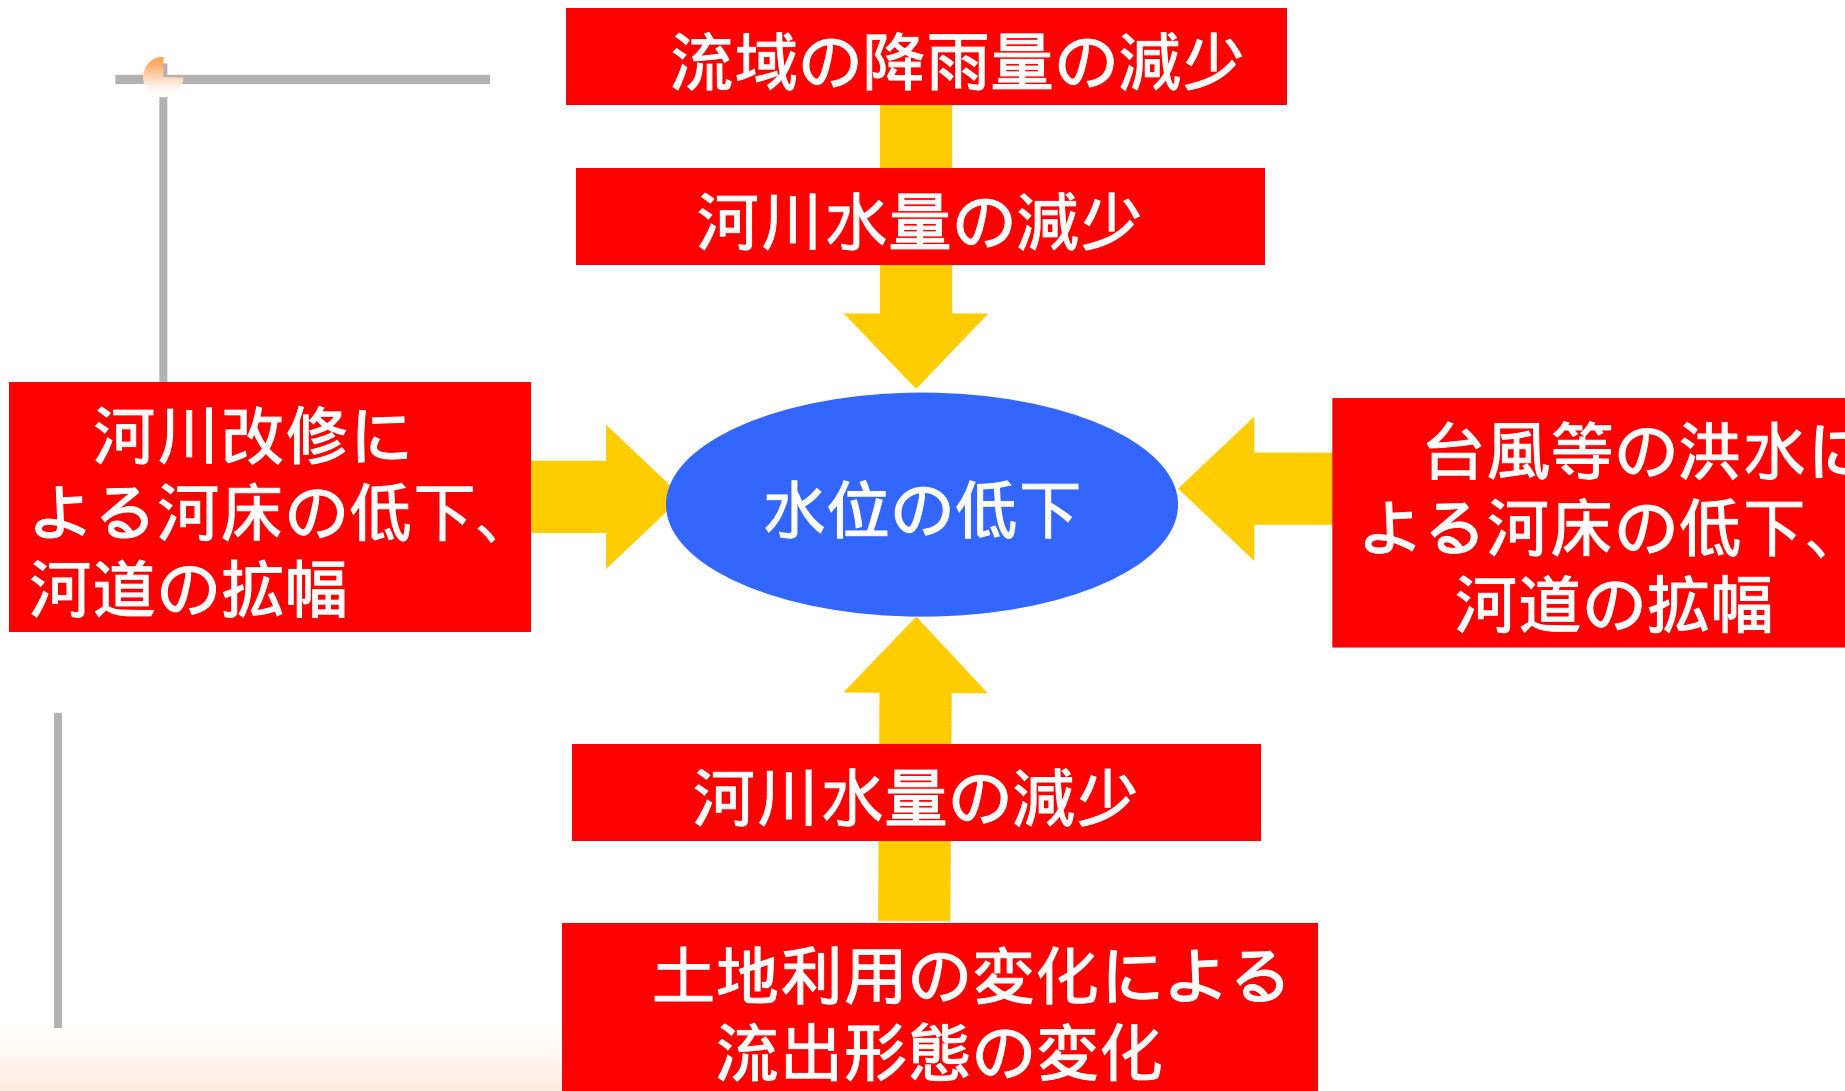 流域の降雨量の減少
河川水量の減少
河川改修に
よる河床の低下、
河道の拡幅
水位の低下
台風等の洪水に
よる河床の低下、
河道の拡幅
河川水量の減少
土地利用の変化による
流出形態の変化